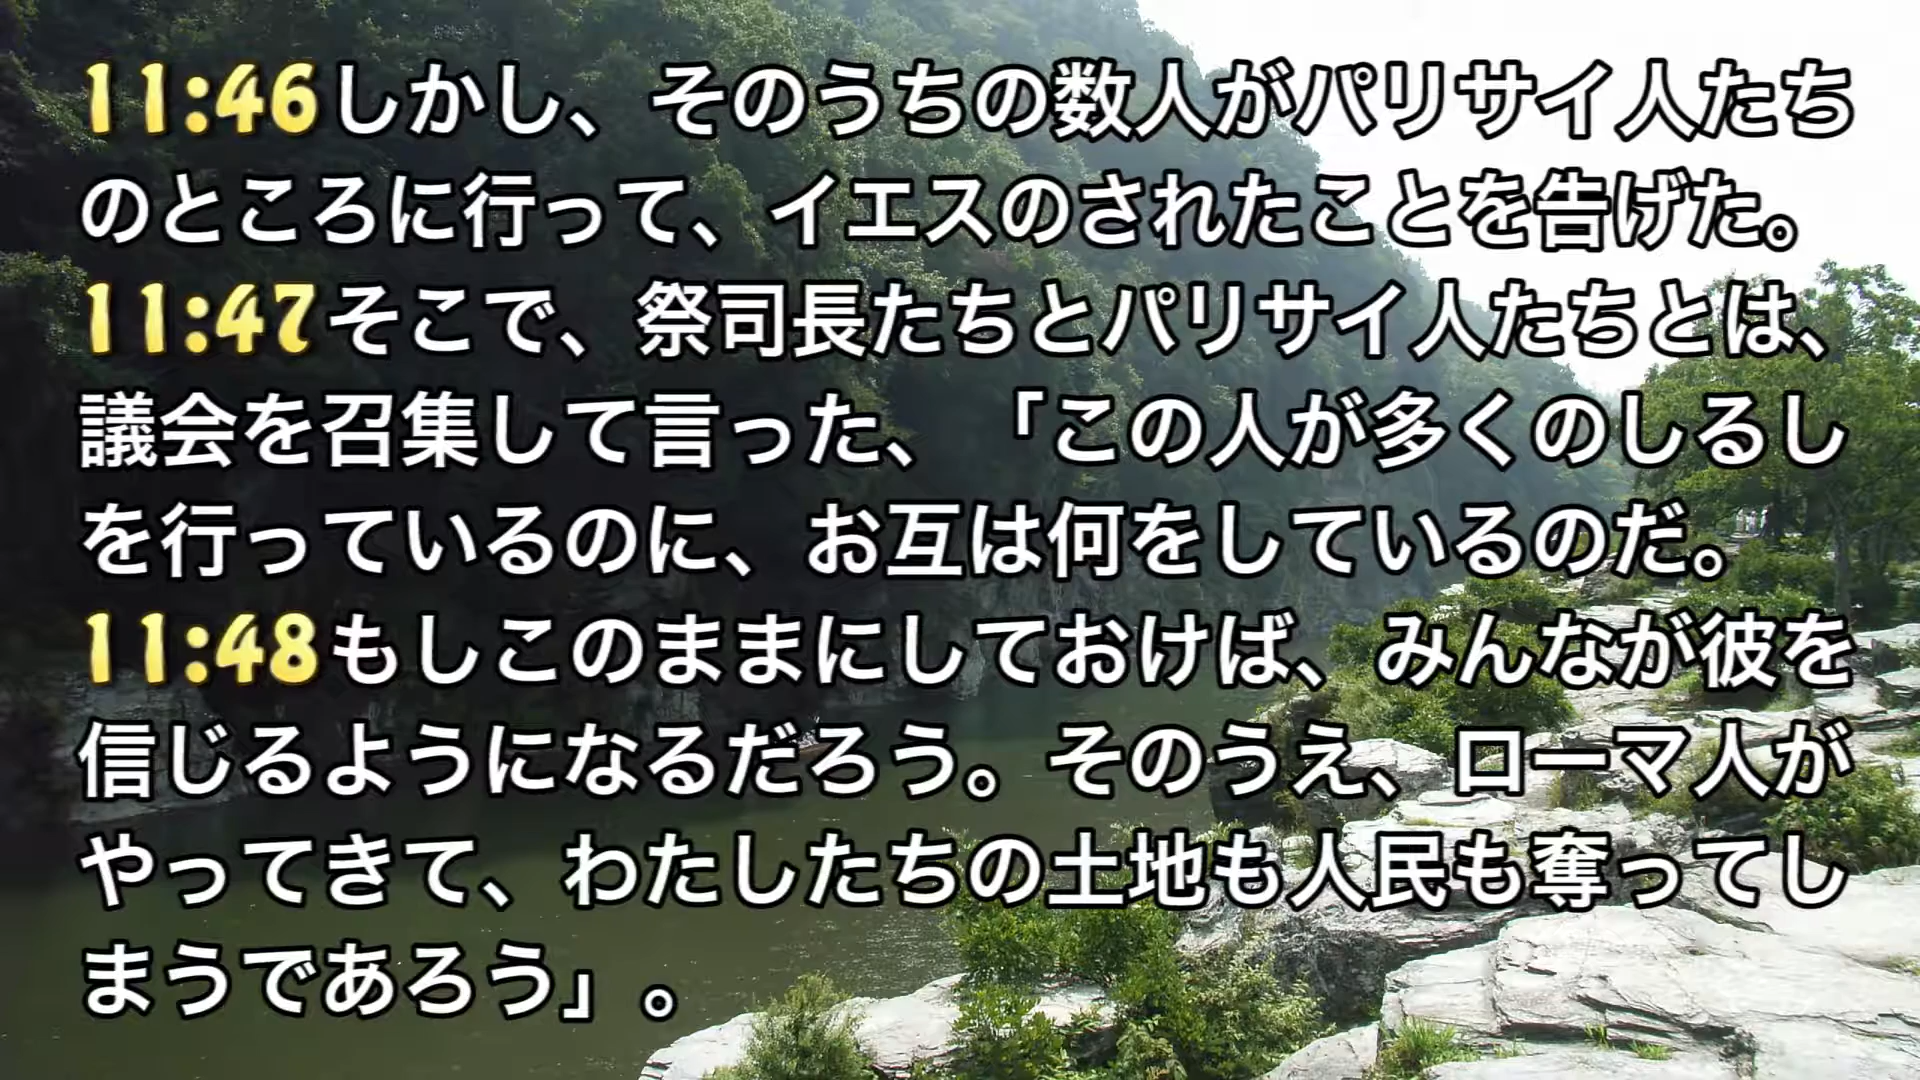 11:46しかし、そのうちの数人がパリサイ人たち
のところに行って、イエスのされたことを告げた。
11:47そこで、祭司長たちとパリサイ人たちとは、
議会を召集して言った、「この人が多くのしるし
を行っているのに、お互は何をしているのだ。
11:48もしこのままにしておけば、みんなが彼を
信じるようになるだろう。そのうえ、ローマ人が
やってきて、わたしたちの土地も人民も奪ってし
まうであろう」。